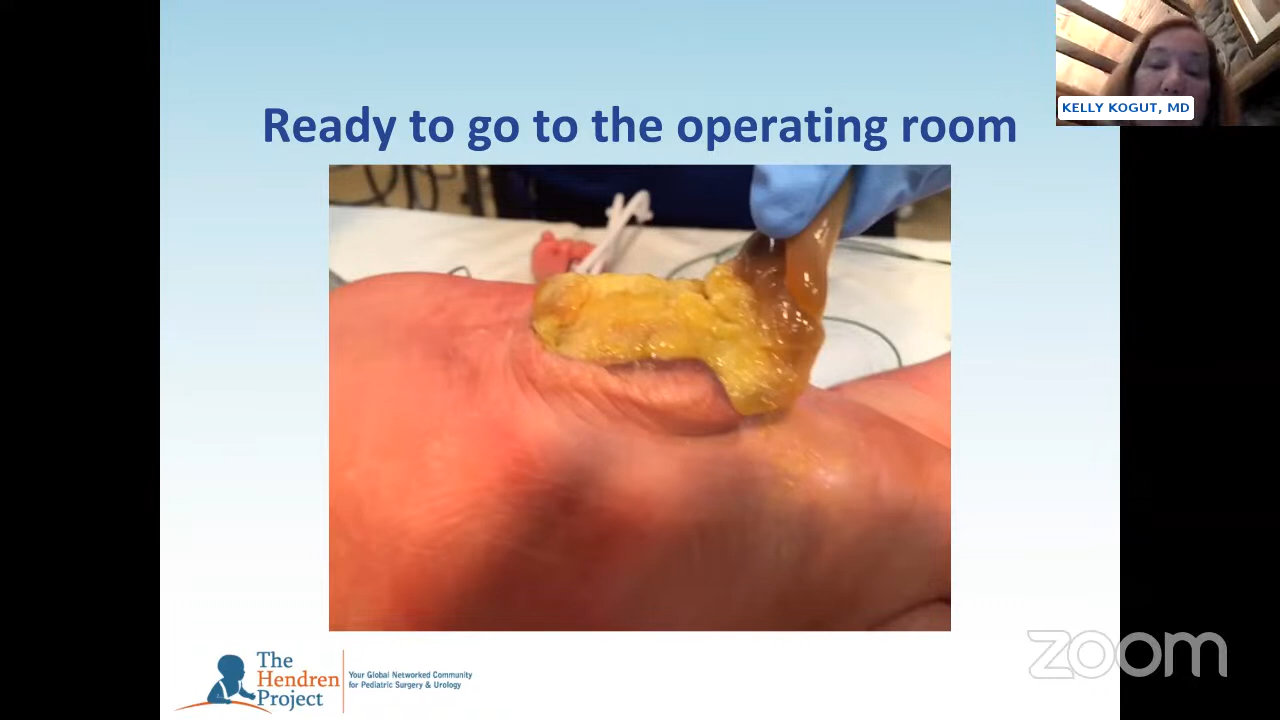 KELLY KOGUT, MD
Ready to go to the operating room
The
Hendren
Project
Your Global Networked Community
for Pediatric Surgery & Urology
zoom